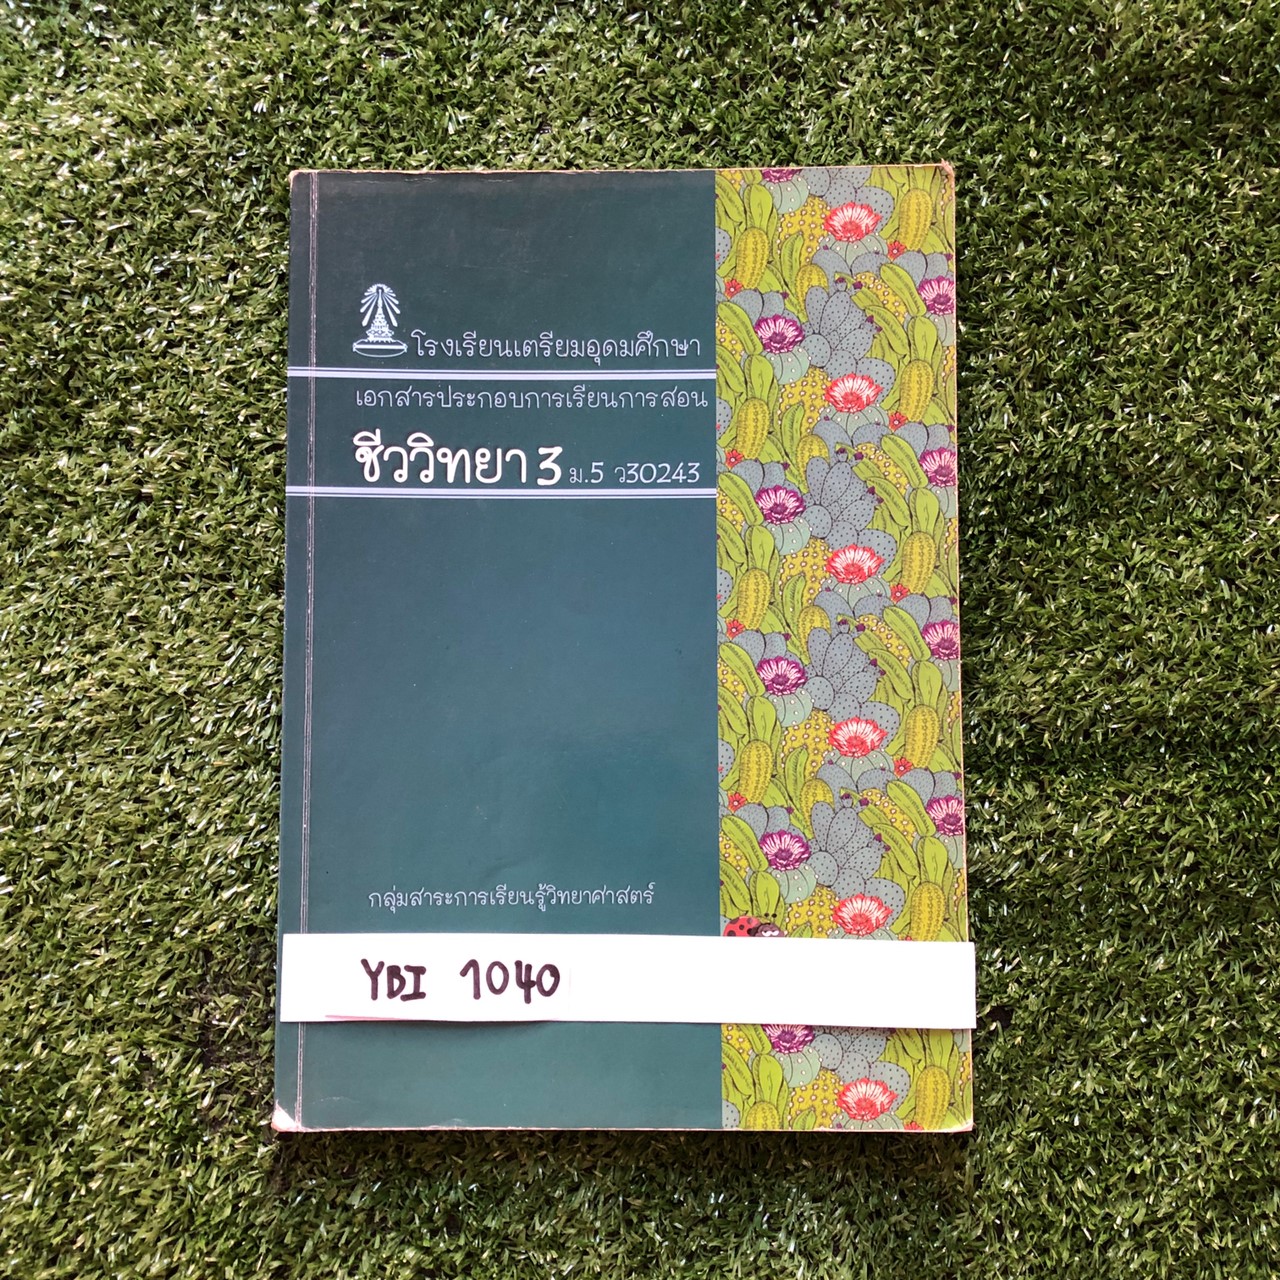 โรงเรียนเตรียมอุดมศึกษา
เอกสารประกอบการเรียนการสอน
ชีววิทยา 3 ม.5 ว30243
กลุ่มสาระการเรียนรู้วิทยาศาสตร์
YBI 1040